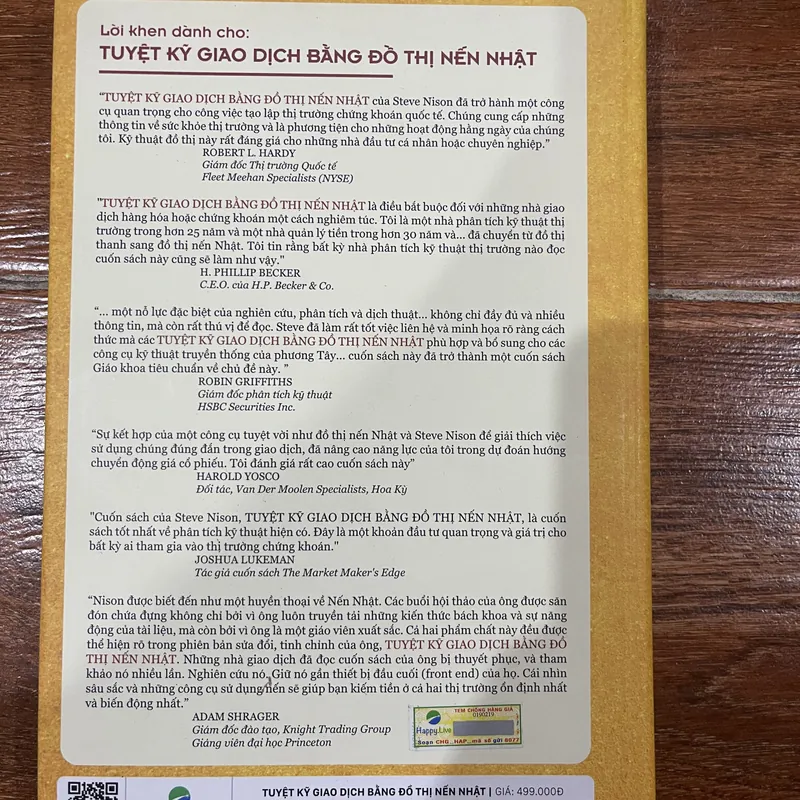 Lời khen dành cho:
TUYỆT KỸ GIAO DỊCH BẰNG ĐỒ THỊ NẾN NHẬT
“TUYỆT KỸ GIAO DỊCH BẰNG ĐỒ THỊ NẾN NHẬT của Steve Nison đã trở hành một công
cụ quan trọng cho công việc tạo lập thị trường chứng khoán quốc tế. Chúng cung cấp những
thông tin về sức khỏe thị trường và là phương tiện cho những hoạt động hằng ngày của chúng
tôi. Kỹ thuật đồ thị này rất đáng giá cho những nhà đầu tư cá nhân hoặc chuyên nghiệp.”
ROBERT L. HARDY
Giám đốc Thị trường Quốc tế
Fleet Meehan Specialists (NYSE)
"TUYỆT KỸ GIAO DỊCH BẰNG ĐỒ THỊ NẾN NHẬT là điều bắt buộc đối với những nhà giao
dịch hàng hóa hoặc chứng khoán một cách nghiêm túc. Tôi là một nhà phân tích kỹ thuật thị
trường trong hơn 25 năm và một nhà quản lý tiền trong hơn 30 năm và... đã chuyển từ đồ thị
thanh sang đồ thị nến Nhật. Tôi tin rằng bất kỳ nhà phân tích kỹ thuật thị trường nào đọc
cuốn sách này cũng sẽ làm như vậy."
H. PHILLIP BECKER
C.E.O. của H.P. Becker & Co.
“... một nỗ lực đặc biệt của nghiên cứu, phân tích và dịch thuật... không chỉ đầy đủ và nhiều
thông tin, mà còn rất thú vị để đọc. Steve đã làm rất tốt việc liên hệ và minh họa rõ ràng cách
thức mà các TUYỆT KỸ GIAO DỊCH BẰNG ĐỒ THỊ NẾN NHẬT phù hợp và bổ sung cho các
công cụ kỹ thuật truyền thống của phương Tây... cuốn sách này đã trở thành một cuốn sách
Giáo khoa tiêu chuẩn về chủ đề này. ”
ROBIN GRIFFITHS
Giám đốc phân tích kỹ thuật
HSBC Securities Inc.
“Sự kết hợp của một công cụ tuyệt vời như đồ thị nến Nhật và Steve Nison để giải thích việc
sử dụng chúng đúng đắn trong giao dịch, đã nâng cao năng lực của tôi trong dự đoán hướng
chuyển động giá cổ phiếu. Tôi đánh giá rất cao cuốn sách này”
HAROLD YOSCO
Đối tác, Van Der Moolen Specialists, Hoa Kỳ
"Cuốn sách của Steve Nison, TUYỆT KỸ GIAO DỊCH BẰNG ĐỒ THỊ NẾN NHẬT, là cuốn
sách tốt nhất về phân tích kỹ thuật hiện có. Đây là một khoản đầu tư quan trọng và giá trị cho
bất kỳ ai tham gia vào thị trường chứng khoán."
JOSHUA LUKEMAN
Tác giả cuốn sách The Market Maker's Edge
“Nison được biết đến như một huyền thoại về Nến Nhật. Các buổi hội thảo của ông được săn
đón chứa đựng không chỉ bởi vì ông luôn truyền tải những kiến thức bách khoa và sự năng
động của tài liệu, mà còn bởi vì ông là một giáo viên xuất sắc. Cả hai phẩm chất này đều được
thể hiện rõ trong phiên bản sửa đổi, tinh chỉnh của ông, TUYỆT KỸ GIAO DỊCH BẰNG ĐỒ
THỊ NẾN NHẬT. Những nhà giao dịch đã đọc cuốn sách của ông bị thuyết phục, và tham
khảo nó nhiều lần. Nghiên cứu nó. Giữ nó gần thiết bị đầu cuối (front end) của họ. Cái nhìn
sâu sắc và những công cụ sử dụng nến sẽ giúp bạn kiếm tiền ở cả hai thị trường ổn định nhất
và biến động nhất.”
ADAM SHRAGER
Giám đốc đào tạo, Knight Trading Group
Giảng viên đại học Princeton
TEM CHỐNG HÀNG GIẢ
0190219
Happy.Live
Soạn CHG_HAP_mã số gửi 8077
TUYỆT KỸ GIAO DỊCH BẰNG ĐỒ THỊ NẾN NHẬT | GIÁ: 499.000Đ